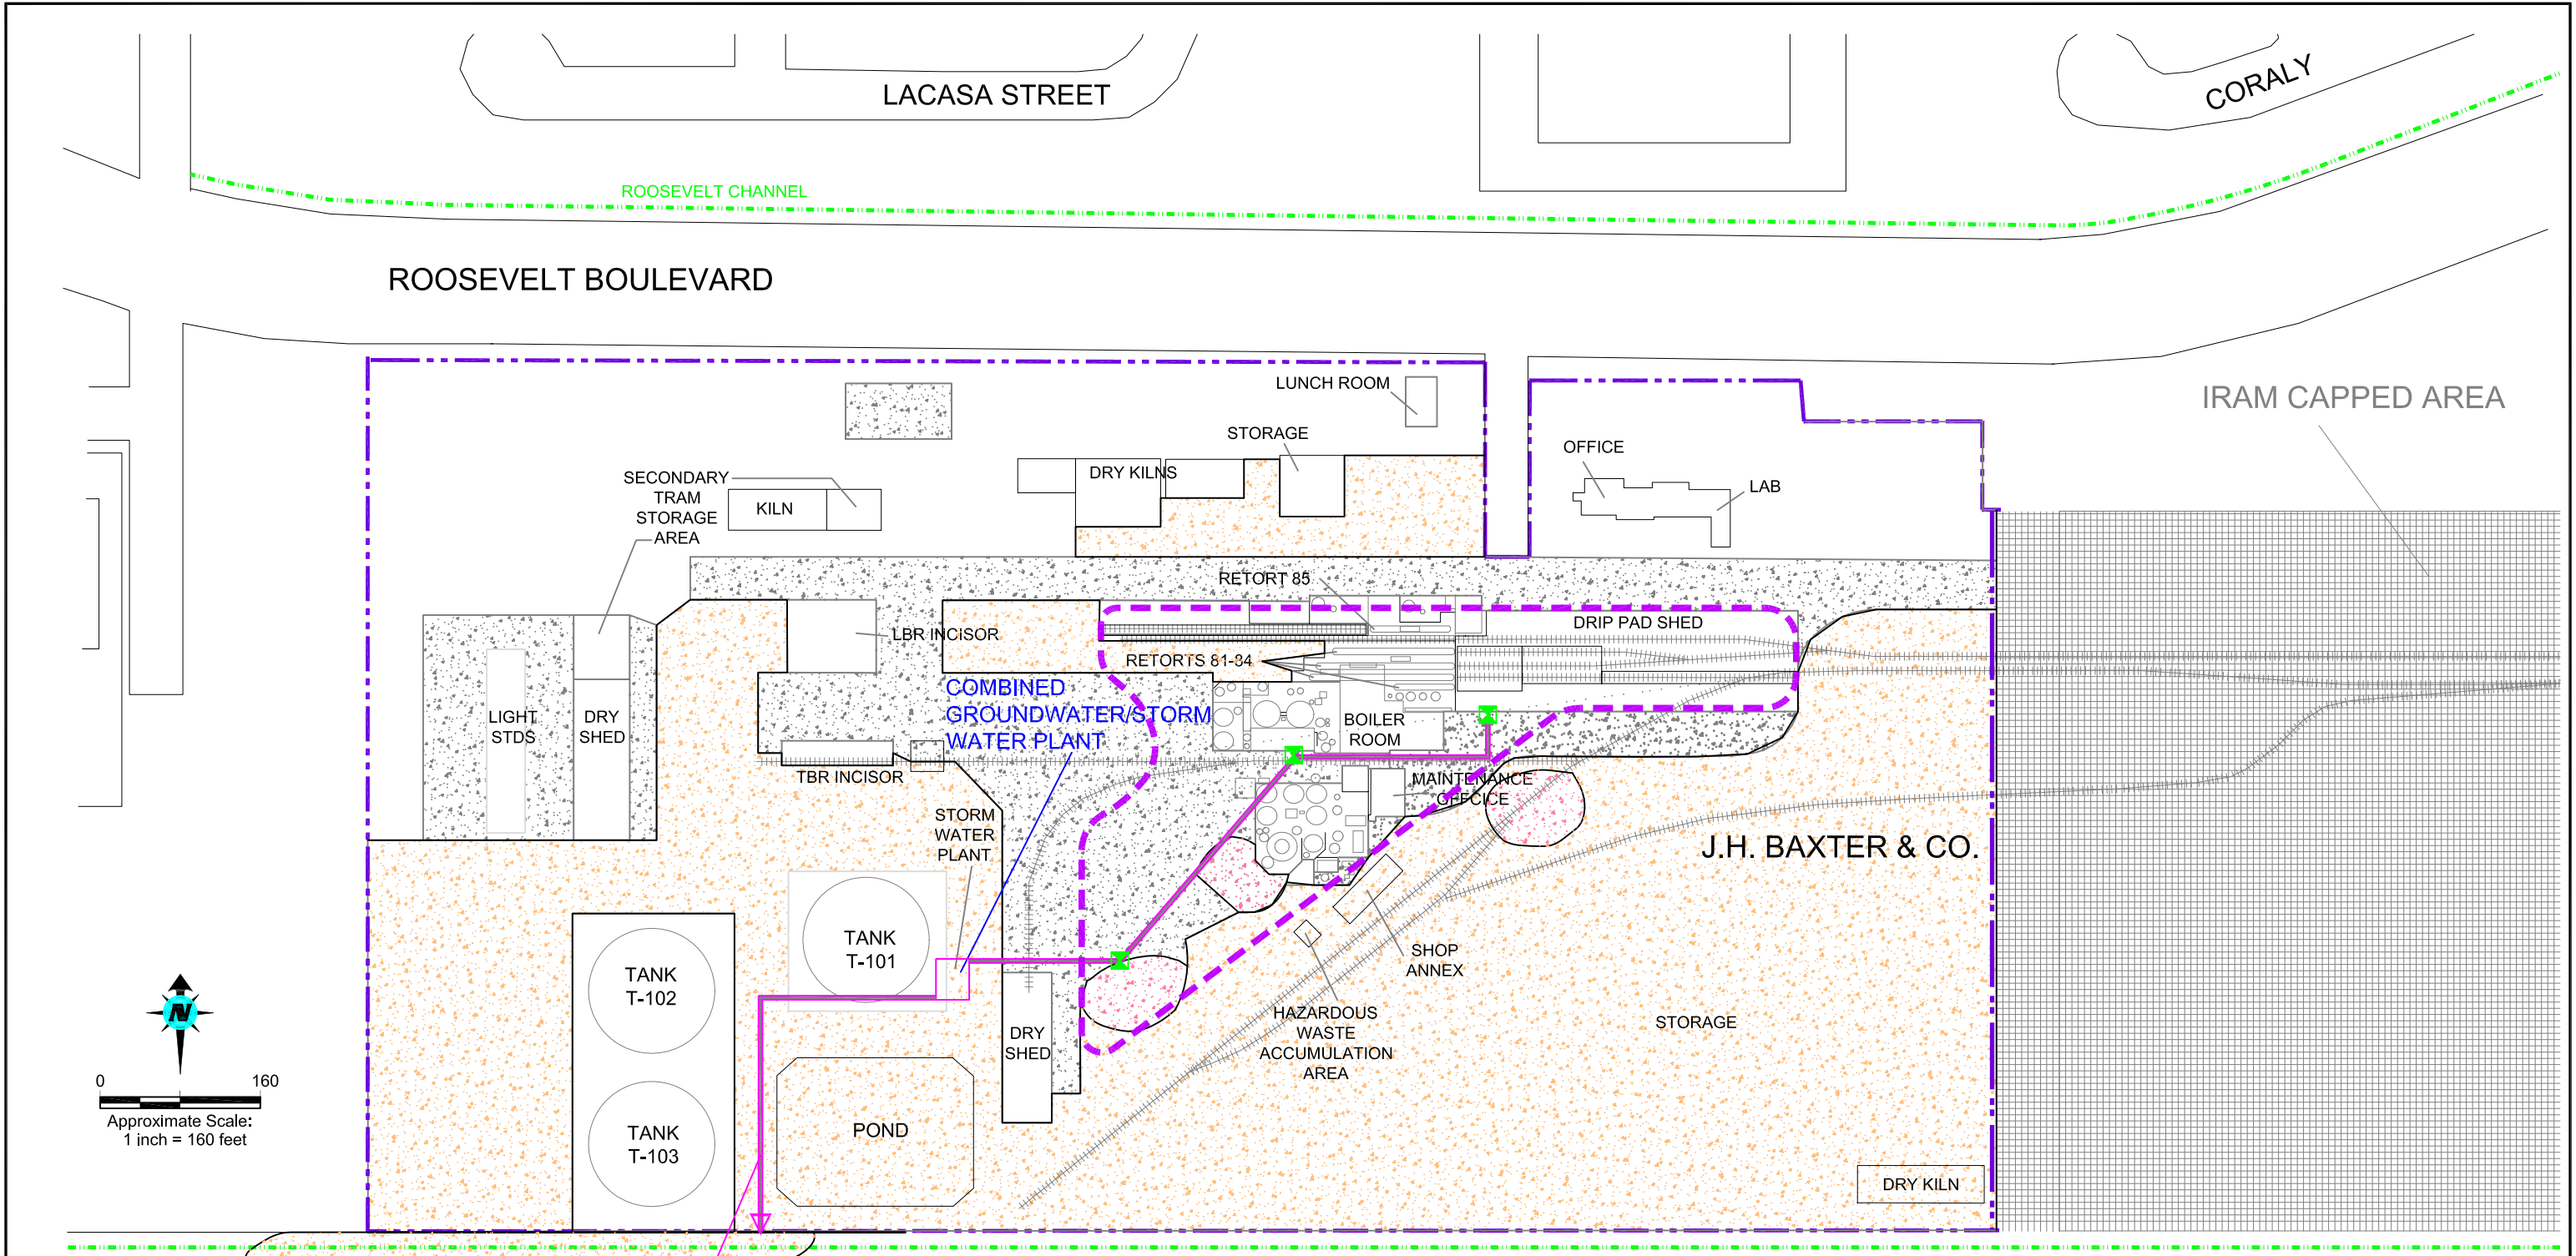 LACASA STREET
CORALY
ROOSEVELT CHANNEL
ROOSEVELT BOULEVARD
IRAM CAPPED AREA
LUNCH ROOM
STORAGE
OFFICE
LAB
DRY KILNS
SECONDARY
TRAM
STORAGE
AREA
KILN
RETORT 85
DRIP PAD SHED
LBR INCISOR
RETORTS 81-84
COMBINED
GROUNDWATER/STORM
WATER PLANT
LIGHT
STDS
DRY
SHED
BOILER
ROOM
TBR INCISOR
MAINTENANCE
OFFCICE
STORM
WATER
PLANT
J.H. BAXTER & CO.
TANK
T-101
TANK
T-102
SHOP
ANNEX
N
HAZARDOUS
WASTE
ACCUMULATION
AREA
STORAGE
DRY
SHED
0 160
Approximate Scale:
1 inch = 160 feet
TANK
T-103
POND
DRY KILN